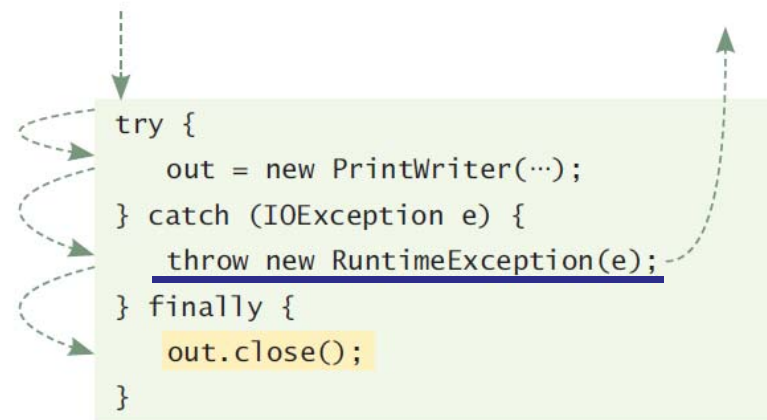 try {
out = new PrintWriter(⋯);
} catch (IOException e) {
throw new RuntimeException(e);
} finally {
out.close();
}